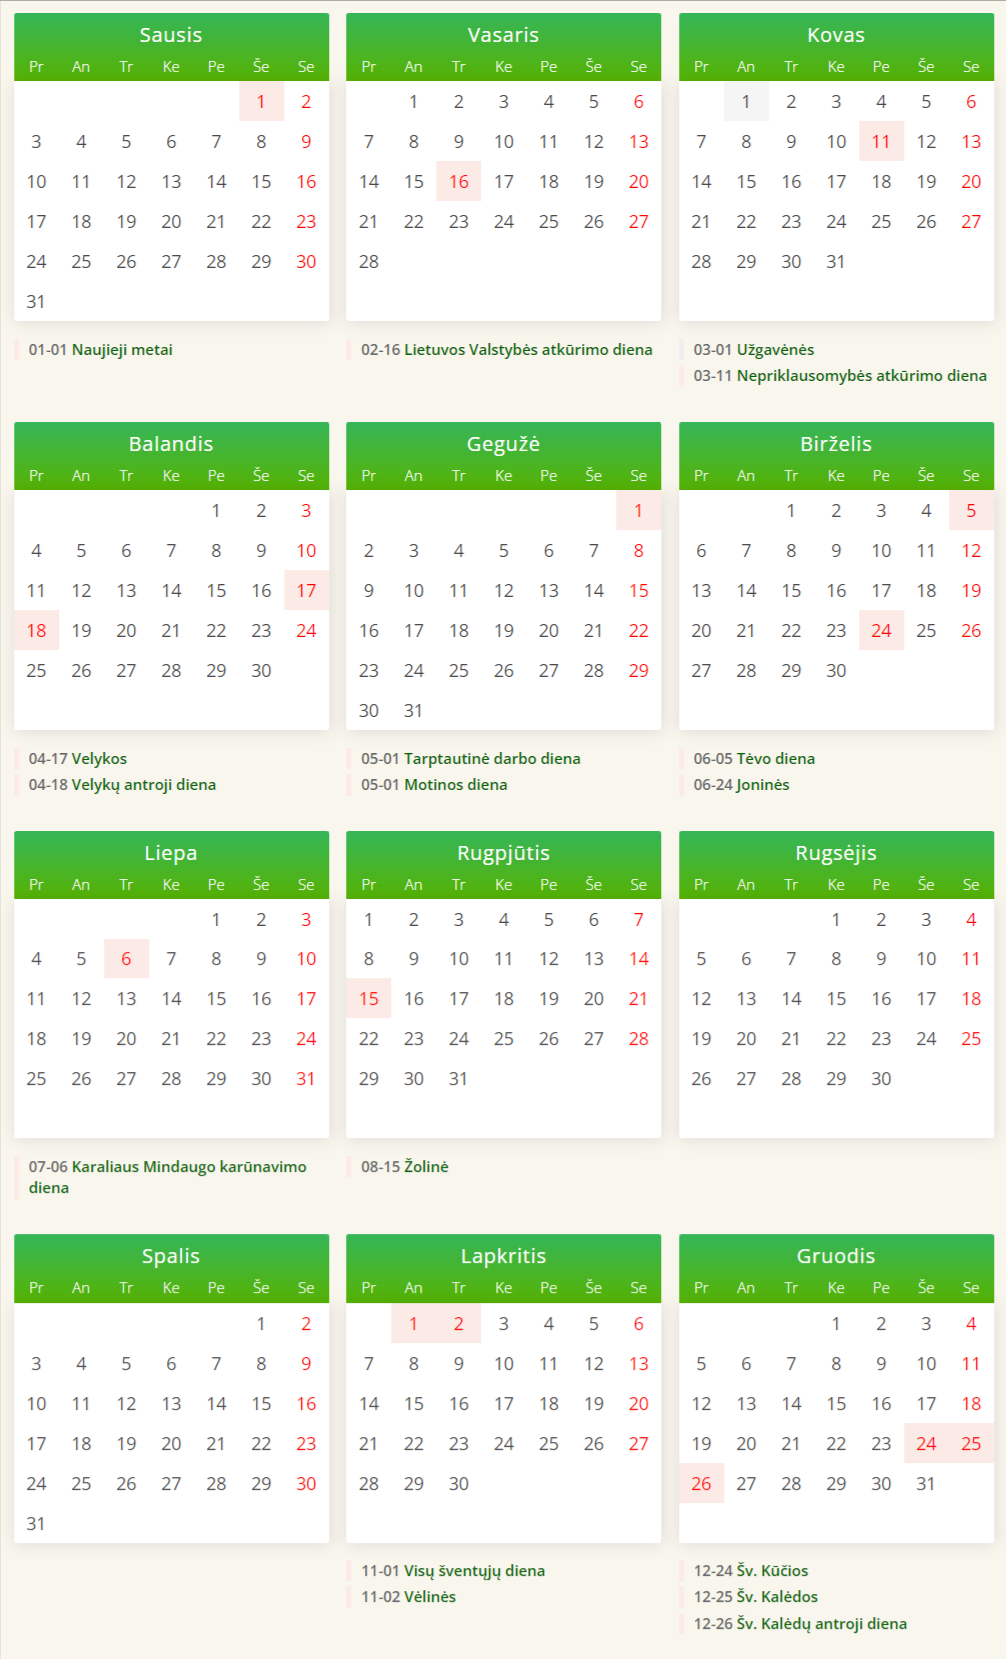 Sausis
Pr An Tr Ke Pe Še Se
1 2
3 4 5 6 7 8 9
10 11 12 13 14 15 16
17 18 19 20 21 22 23
24 25 26 27 28 29 30
31
01-01 Naujieji metai
Vasaris
Pr An Tr Ke Pe Še Se
1 2 3 4 5 6
7 8 9 10 11 12 13
14 15 16 17 18 19 20
21 22 23 24 25 26 27
28
02-16 Lietuvos Valstybės atkūrimo diena
Kovas
Pr An Tr Ke Pe Še Se
1 2 3 4 5 6
7 8 9 10 11 12 13
14 15 16 17 18 19 20
21 22 23 24 25 26 27
28 29 30 31
03-01 Užgavėnės
03-11 Nepriklausomybės atkūrimo diena
Balandis
Pr An Tr Ke Pe Še Se
1 2 3
4 5 6 7 8 9 10
11 12 13 14 15 16 17
18 19 20 21 22 23 24
25 26 27 28 29 30
04-17 Velykos
04-18 Velykų antroji diena
Gegužė
Pr An Tr Ke Pe Še Se
1
2 3 4 5 6 7 8
9 10 11 12 13 14 15
16 17 18 19 20 21 22
23 24 25 26 27 28 29
30 31
05-01 Tarptautinė darbo diena
05-01 Motinos diena
Birželis
Pr An Tr Ke Pe Še Se
1 2 3 4 5
6 7 8 9 10 11 12
13 14 15 16 17 18 19
20 21 22 23 24 25 26
27 28 29 30
06-05 Tėvo diena
06-24 Joninės
Liepa
Pr An Tr Ke Pe Še Se
1 2 3
4 5 6 7 8 9 10
11 12 13 14 15 16 17
18 19 20 21 22 23 24
25 26 27 28 29 30 31
07-06 Karaliaus Mindaugo karūnavimo
diena
Rugpjūtis
Pr An Tr Ke Pe Še Se
1 2 3 4 5 6 7
8 9 10 11 12 13 14
15 16 17 18 19 20 21
22 23 24 25 26 27 28
29 30 31
08-15 Žolinė
Rugsėjis
Pr An Tr Ke Pe Še Se
1 2 3 4
5 6 7 8 9 10 11
12 13 14 15 16 17 18
19 20 21 22 23 24 25
26 27 28 29 30
Spalis
Pr An Tr Ke Pe Še Se
1 2
3 4 5 6 7 8 9
10 11 12 13 14 15 16
17 18 19 20 21 22 23
24 25 26 27 28 29 30
31
Lapkritis
Pr An Tr Ke Pe Še Se
1 2 3 4 5 6
7 8 9 10 11 12 13
14 15 16 17 18 19 20
21 22 23 24 25 26 27
28 29 30
11-01 Visų šventųjų diena
11-02 Vėlinės
Gruodis
Pr An Tr Ke Pe Še Se
1 2 3 4
5 6 7 8 9 10 11
12 13 14 15 16 17 18
19 20 21 22 23 24 25
26 27 28 29 30 31
12-24 Šv. Kūčios
12-25 Šv. Kalėdos
12-26 Šv. Kalėdų antroji diena